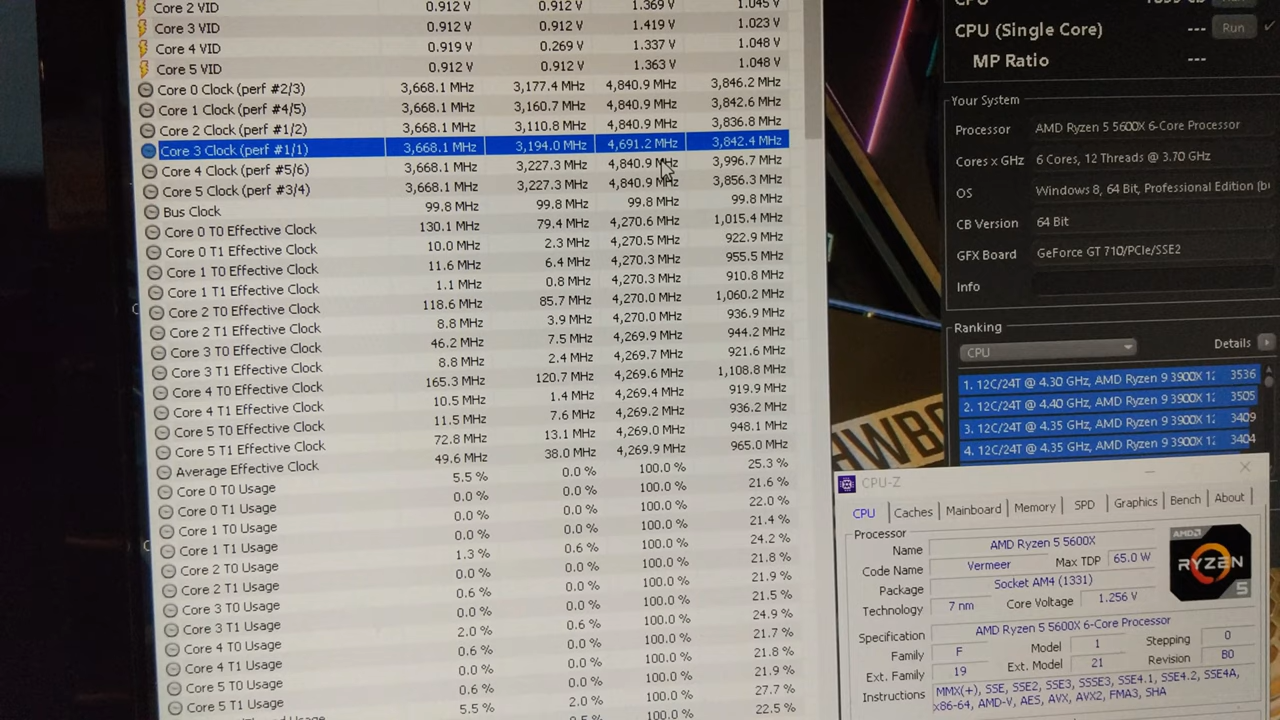 Core 2 VID 0.912 V 0.912 V 1.369 V 1.045 V
Core 3 VID 0.912 V 0.912 V 1.419 V 1.023 V
Core 4 VID 0.919 V 0.269 V 1.337 V 1.048 V
Core 5 VID 0.912 V 0.912 V 1.363 V 1.048 V
Core 0 Clock (perf #2/3) 3,668.1 MHz 3,177.4 MHz 4,840.9 MHz 3,846.2 MHz
Core 1 Clock (perf #4/5) 3,668.1 MHz 3,160.7 MHz 4,840.9 MHz 3,842.6 MHz
Core 2 Clock (perf #1/2) 3,668.1 MHz 3,110.8 MHz 4,840.9 MHz 3,836.8 MHz
Core 3 Clock (perf #1/1) 3,668.1 MHz 3,194.0 MHz 4,691.2 MHz 3,842.4 MHz
Core 4 Clock (perf #5/6) 3,668.1 MHz 3,227.3 MHz 4,840.9 MHz 3,996.7 MHz
Core 5 Clock (perf #3/4) 3,668.1 MHz 3,227.3 MHz 4,840.9 MHz 3,856.3 MHz
Bus Clock 99.8 MHz 99.8 MHz 99.8 MHz 99.8 MHz
Core 0 T0 Effective Clock 130.1 MHz 79.4 MHz 4,270.6 MHz 1,015.4 MHz
Core 0 T1 Effective Clock 10.0 MHz 2.3 MHz 4,270.5 MHz 922.9 MHz
Core 1 T0 Effective Clock 11.6 MHz 6.4 MHz 4,270.3 MHz 955.5 MHz
Core 1 T1 Effective Clock 1.1 MHz 0.8 MHz 4,270.3 MHz 910.8 MHz
Core 2 T0 Effective Clock 118.6 MHz 85.7 MHz 4,270.0 MHz 1,060.2 MHz
Core 2 T1 Effective Clock 8.8 MHz 3.9 MHz 4,270.0 MHz 936.9 MHz
Core 3 T0 Effective Clock 46.2 MHz 7.5 MHz 4,269.9 MHz 944.2 MHz
Core 3 T1 Effective Clock 8.8 MHz 2.4 MHz 4,269.7 MHz 921.6 MHz
Core 4 T0 Effective Clock 165.3 MHz 120.7 MHz 4,269.6 MHz 1,108.8 MHz
Core 4 T1 Effective Clock 10.5 MHz 1.4 MHz 4,269.4 MHz 919.9 MHz
Core 5 T0 Effective Clock 11.5 MHz 7.6 MHz 4,269.2 MHz 936.2 MHz
Core 5 T1 Effective Clock 72.8 MHz 13.1 MHz 4,269.0 MHz 948.1 MHz
Average Effective Clock 49.6 MHz 38.0 MHz 4,269.9 MHz 965.0 MHz
Core 0 T0 Usage 5.5 % 0.0 % 100.0 % 25.3 %
Core 0 T1 Usage 0.0 % 0.0 % 100.0 % 21.6 %
Core 1 T0 Usage 0.0 % 0.0 % 100.0 % 22.0 %
Core 1 T1 Usage 0.0 % 0.0 % 100.0 % 21.4 %
Core 2 T0 Usage 1.3 % 0.6 % 100.0 % 24.2 %
Core 2 T1 Usage 0.0 % 0.0 % 100.0 % 21.8 %
Core 3 T0 Usage 0.6 % 0.0 % 100.0 % 21.9 %
Core 3 T1 Usage 0.0 % 0.0 % 100.0 % 21.5 %
Core 4 T0 Usage 2.0 % 0.6 % 100.0 % 24.9 %
Core 4 T1 Usage 0.6 % 0.0 % 100.0 % 21.7 %
Core 5 T0 Usage 0.0 % 0.0 % 100.0 % 21.8 %
Core 5 T1 Usage 0.6 % 0.0 % 100.0 % 21.9 %
5.5 % 2.0 % 100.0 % 27.7 %
100.0 % 22.5 %
CPU
CPU (Single Core) --- Run
MP Ratio ---
Your System
Processor AMD Ryzen 5 5600X 6-Core Processor
Cores x GHz 6 Cores, 12 Threads @ 3.70 GHz
OS Windows 8, 64 Bit, Professional Edition (bu
CB Version 64 Bit
GFX Board GeForce GT 710/PCIe/SSE2
Info
Ranking
CPU Details
1. 12C/24T @ 4.30 GHz, AMD Ryzen 9 3900X 12 3536
2. 12C/24T @ 4.40 GHz, AMD Ryzen 9 3900X 12 3505
3. 12C/24T @ 4.35 GHz, AMD Ryzen 9 3900X 12 3409
4. 12C/24T @ 4.35 GHz, AMD Ryzen 9 3900X 12 3404
HWB
CPU-Z
CPU Caches Mainboard Memory SPD Graphics Bench About
Processor
Name AMD Ryzen 5 5600X
Code Name Vermeer Max TDP 65.0 W
Package Socket AM4 (1331)
Technology 7 nm Core Voltage 1.256 V
AMD
RYZEN
5
Specification AMD Ryzen 5 5600X 6-Core Processor
Family F Model 1 Stepping 0
Ext. Family 19 Ext. Model 21 Revision B0
Instructions MMX(+), SSE, SSE2, SSE3, SSSE3, SSE4.1, SSE4.2, SSE4A,
x86-64, AMD-V, AES, AVX, AVX2, FMA3, SHA